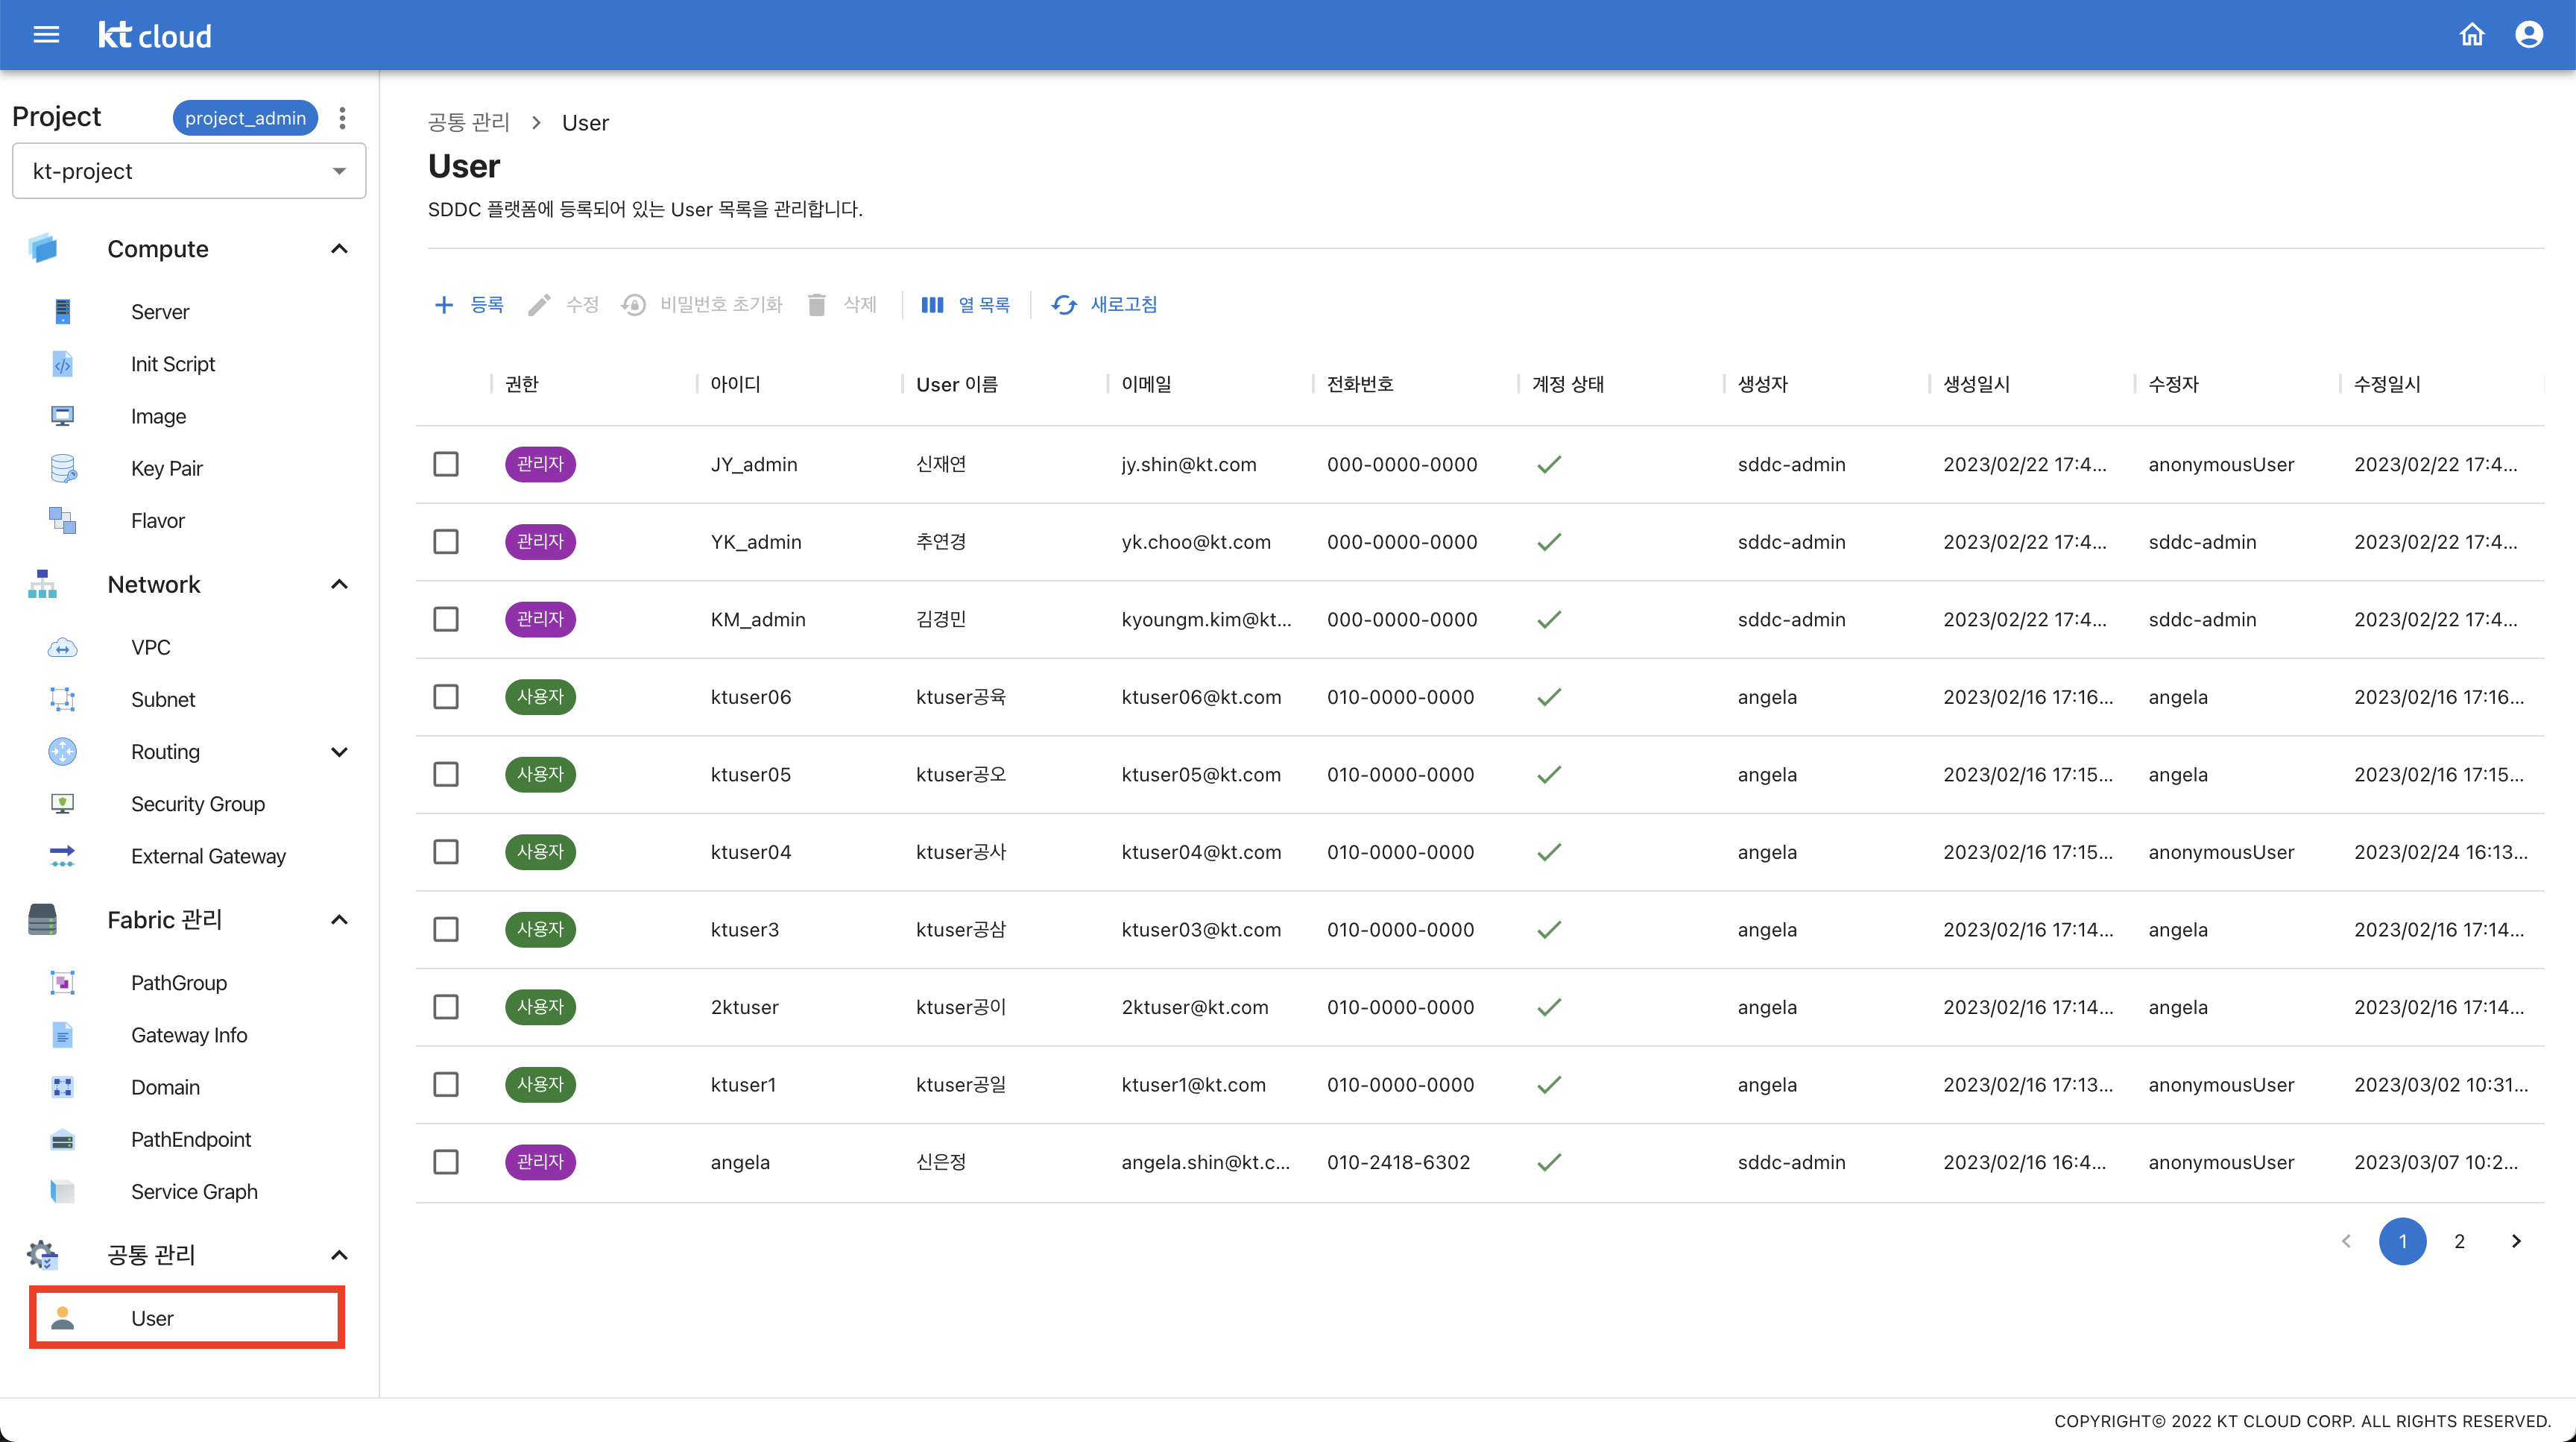 kt cloud
Project project_admin
kt-project
Compute
Server
Init Script
Image
Key Pair
Flavor
Network
VPC
Subnet
Routing
Security Group
External Gateway
Fabric 관리
PathGroup
Gateway Info
Domain
PathEndpoint
Service Graph
공통 관리
User
공통 관리 > User
User
SDDC 플랫폼에 등록되어 있는 User 목록을 관리합니다.
등록 수정 비밀번호 초기화 삭제 열 목록 새로고침
권한 아이디 User 이름 이메일 전화번호 계정 상태 생성자 생성일시 수정자 수정일시
관리자 JY_admin 신재연 jy.shin@kt.com 000-0000-0000 sddc-admin 2023/02/22 17:4... anonymousUser 2023/02/22 17:4...
관리자 YK_admin 추연경 yk.choo@kt.com 000-0000-0000 sddc-admin 2023/02/22 17:4... sddc-admin 2023/02/22 17:4...
관리자 KM_admin 김경민 kyoungm.kim@kt... 000-0000-0000 sddc-admin 2023/02/22 17:4... sddc-admin 2023/02/22 17:4...
사용자 ktuser06 ktuser공육 ktuser06@kt.com 010-0000-0000 angela 2023/02/16 17:16... angela 2023/02/16 17:16...
사용자 ktuser05 ktuser공오 ktuser05@kt.com 010-0000-0000 angela 2023/02/16 17:15... angela 2023/02/16 17:15...
사용자 ktuser04 ktuser공사 ktuser04@kt.com 010-0000-0000 angela 2023/02/16 17:15... anonymousUser 2023/02/24 16:13...
사용자 ktuser3 ktuser공삼 ktuser03@kt.com 010-0000-0000 angela 2023/02/16 17:14... angela 2023/02/16 17:14...
사용자 2ktuser ktuser공이 2ktuser@kt.com 010-0000-0000 angela 2023/02/16 17:14... angela 2023/02/16 17:14...
사용자 ktuser1 ktuser공일 ktuser1@kt.com 010-0000-0000 angela 2023/02/16 17:13... anonymousUser 2023/03/02 10:31...
관리자 angela 신은정 angela.shin@kt.c... 010-2418-6302 sddc-admin 2023/02/16 16:4... anonymousUser 2023/03/07 10:2...
1 2
COPYRIGHT© 2022 KT CLOUD CORP. ALL RIGHTS RESERVED.